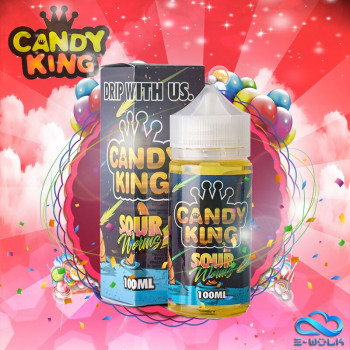 CANDY
KING
DRIP WITH US.
CANDY
KING
SOUR
Worms
100ML
CANDY
KING
SOUR
Worms
100ML
E-WOLK